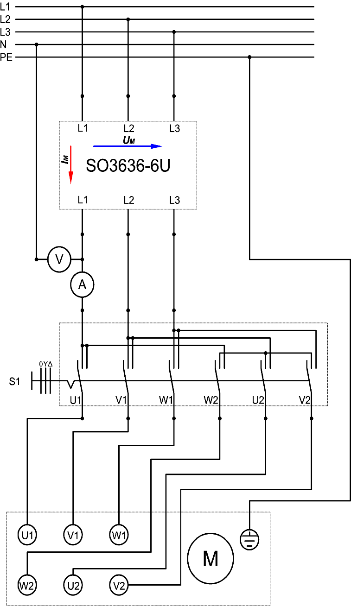 L1
L2
L3
N
PE
L1 L2 L3
UM
IM
SO3636-6U
L1 L2 L3
V
A
0YΔ
S1
U1 V1 W1 W2 U2 V2
U1 V1 W1
M
W2 U2 V2